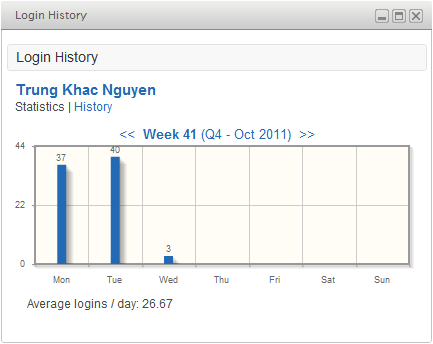 Login History
Login History
Trung Khac Nguyen
Statistics | History
<< Week 41 (Q4 - Oct 2011) >>
44
37
40
22
3
0
Mon Tue Wed Thu Fri Sat Sun
Average logins / day: 26.67